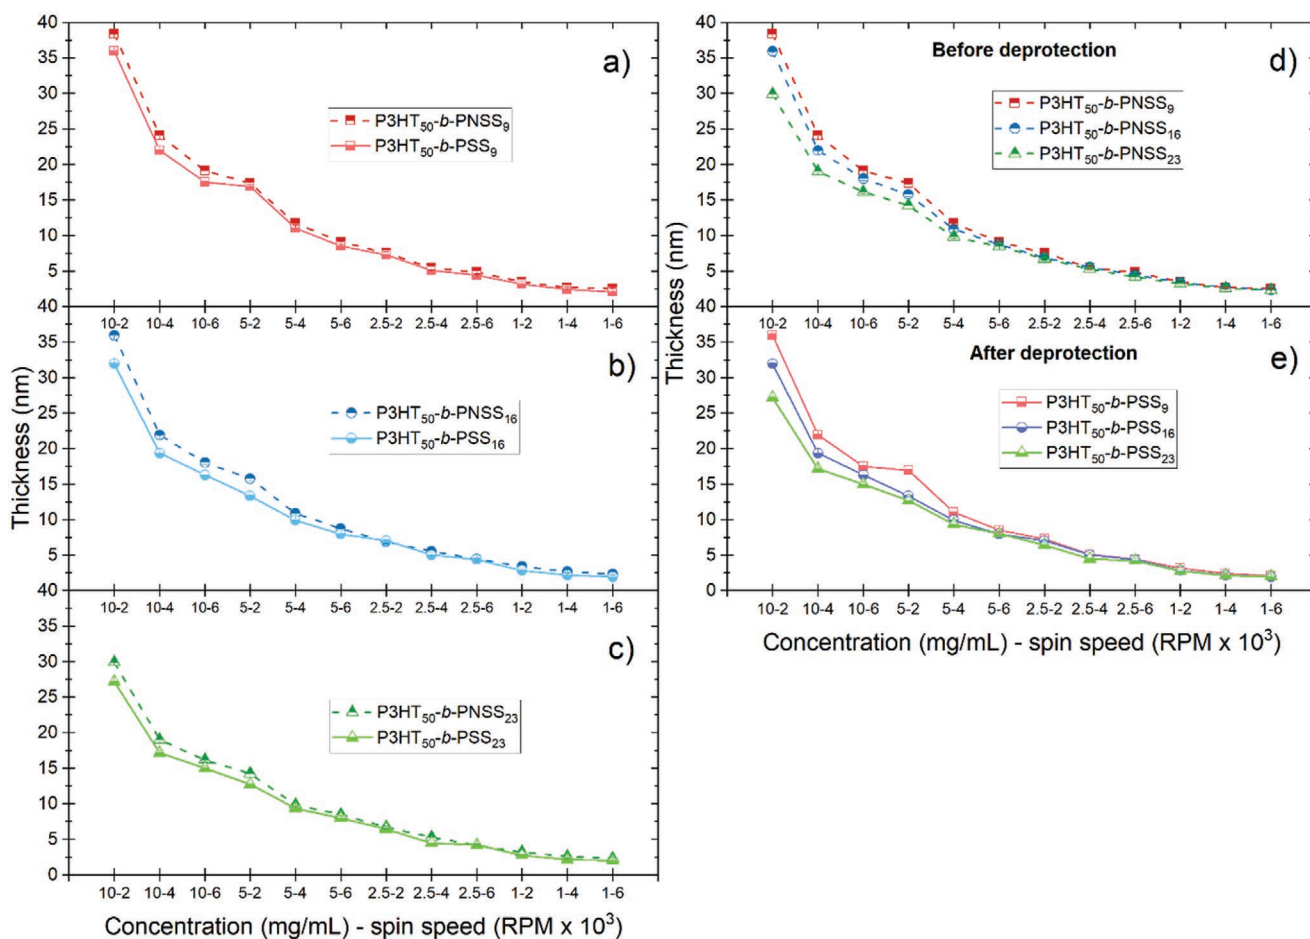 Thickness (nm)
40
35
30
25
20
15
10
5
40
a)
P3HT50-b-PNSS9
P3HT50-b-PSS9
10-2 10-4 10-6 5-2 5-4 5-6 2.5-2 2.5-4 2.5-6 1-2 1-4 1-6
35
30
25
20
15
10
5
40
b)
P3HT50-b-PNSS16
P3HT50-b-PSS16
10-2 10-4 10-6 5-2 5-4 5-6 2.5-2 2.5-4 2.5-6 1-2 1-4 1-6
35
30
25
20
15
10
5
0
c)
P3HT50-b-PNSS23
P3HT50-b-PSS23
10-2 10-4 10-6 5-2 5-4 5-6 2.5-2 2.5-4 2.5-6 1-2 1-4 1-6
Concentration (mg/mL) - spin speed (RPM x 10³)
Thickness (nm)
40
35
30
25
20
15
10
5
40
Before deprotection
d)
P3HT50-b-PNSS9
P3HT50-b-PNSS16
P3HT50-b-PNSS23
10-2 10-4 10-6 5-2 5-4 5-6 2.5-2 2.5-4 2.5-6 1-2 1-4 1-6
35
30
25
20
15
10
5
0
After deprotection
e)
P3HT50-b-PSS9
P3HT50-b-PSS16
P3HT50-b-PSS23
10-2 10-4 10-6 5-2 5-4 5-6 2.5-2 2.5-4 2.5-6 1-2 1-4 1-6
Concentration (mg/mL) - spin speed (RPM x 10³)